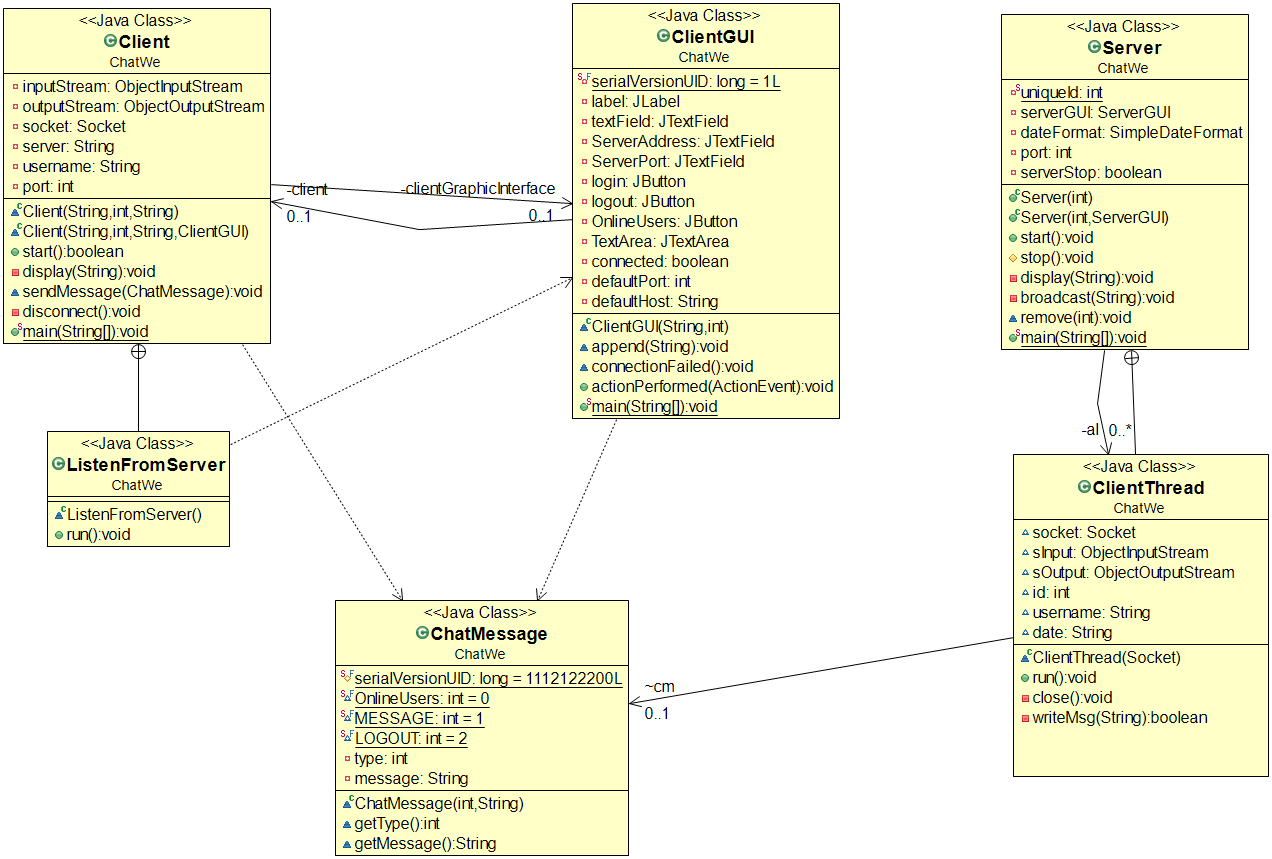 <<Java Class>>
Client
ChatWe
inputStream: ObjectInputStream
outputStream: ObjectOutputStream
socket: Socket
server: String
username: String
port: int
Client(String,int,String)
Client(String,int,String,ClientGUI)
start():boolean
display(String):void
sendMessage(ChatMessage):void
disconnect():void
main(String[]):void
-client
0..1
-clientGraphicInterface
0..1
<<Java Class>>
ClientGUI
ChatWe
serialVersionUID: long = 1L
label: JLabel
textField: JTextField
ServerAddress: JTextField
ServerPort: JTextField
login: JButton
logout: JButton
OnlineUsers: JButton
TextArea: JTextArea
connected: boolean
defaultPort: int
defaultHost: String
ClientGUI(String,int)
append(String):void
connectionFailed():void
actionPerformed(ActionEvent):void
main(String[]):void
<<Java Class>>
Server
ChatWe
uniqueId: int
serverGUI: ServerGUI
dateFormat: SimpleDateFormat
port: int
serverStop: boolean
Server(int)
Server(int,ServerGUI)
start():void
stop():void
display(String):void
broadcast(String):void
remove(int):void
main(String[]):void
-al 0..*
<<Java Class>>
ListenFromServer
ChatWe
ListenFromServer()
run():void
<<Java Class>>
ClientThread
ChatWe
socket: Socket
sInput: ObjectInputStream
sOutput: ObjectOutputStream
id: int
username: String
date: String
ClientThread(Socket)
run():void
close():void
writeMsg(String):boolean
~cm
0..1
<<Java Class>>
ChatMessage
ChatWe
serialVersionUID: long = 1112122200L
OnlineUsers: int = 0
MESSAGE: int = 1
LOGOUT: int = 2
type: int
message: String
ChatMessage(int,String)
getType():int
getMessage():String